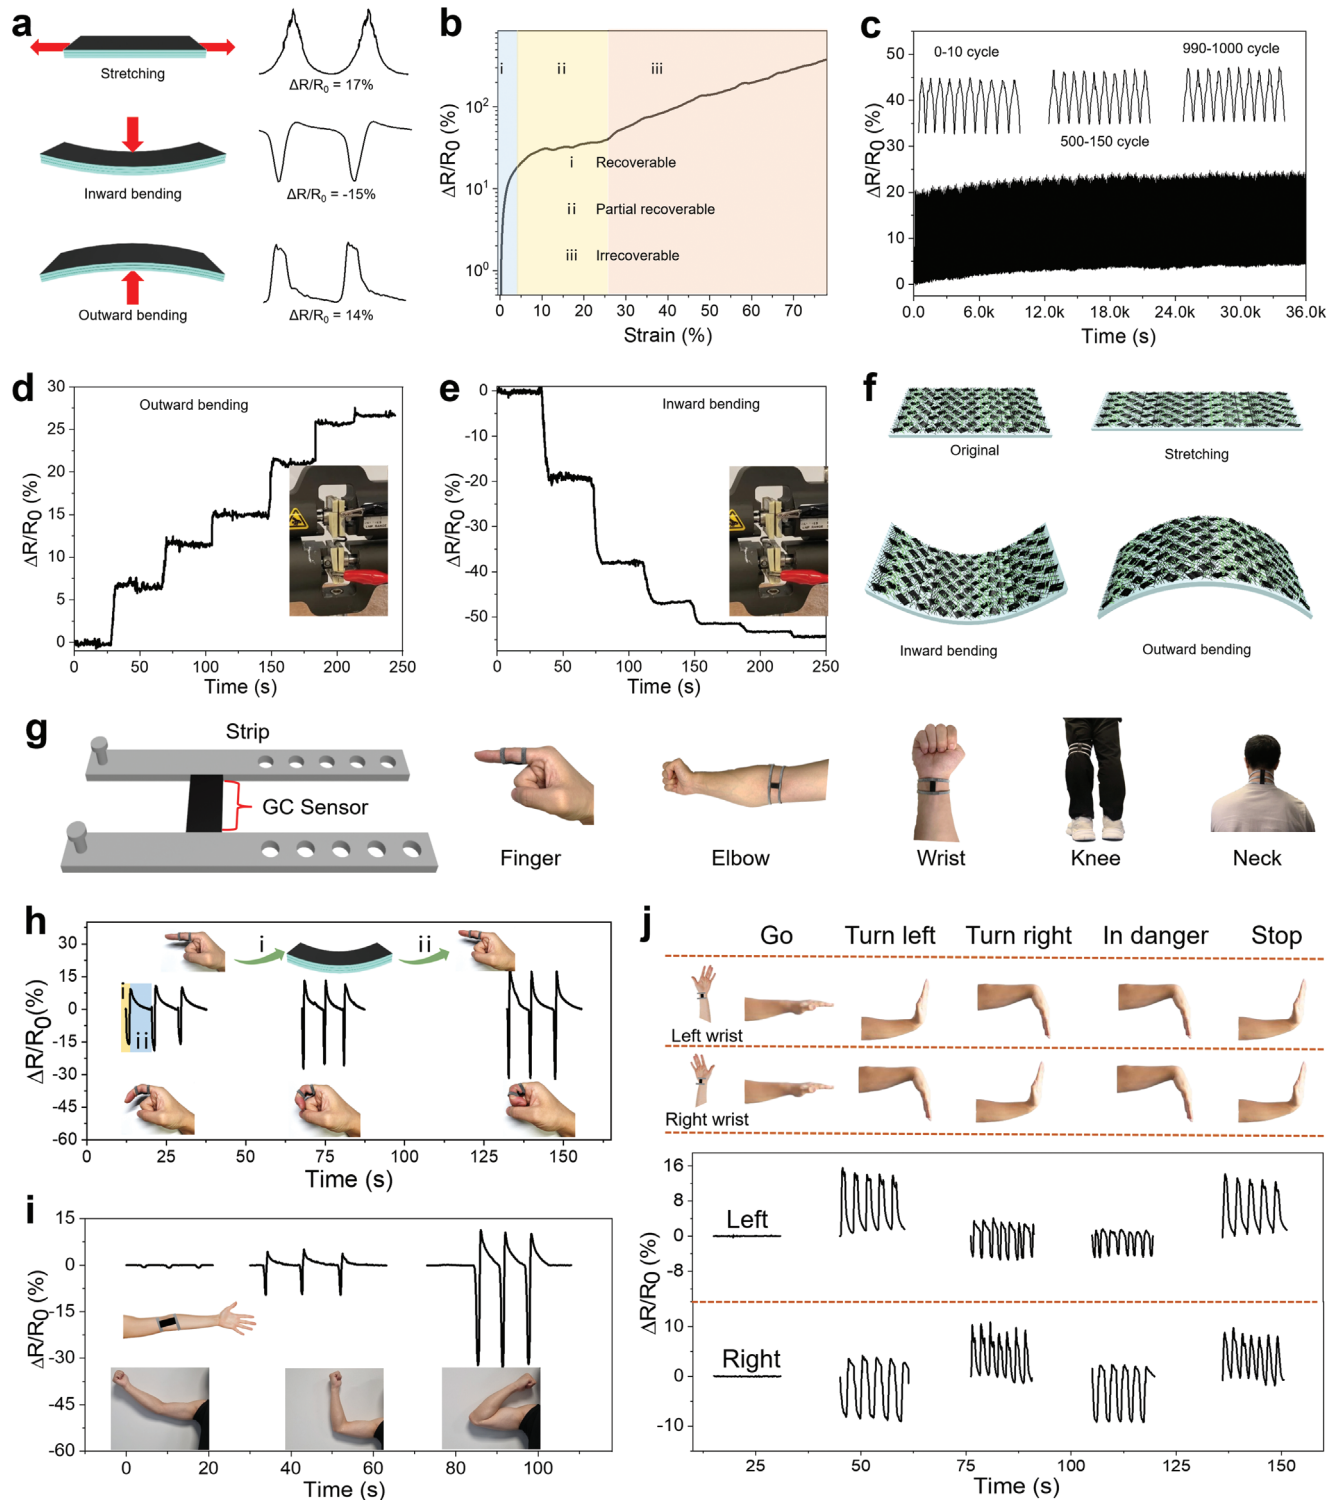 a
Stretching
ΔR/R0 = 17%
Inward bending
ΔR/R0 = -15%
Outward bending
ΔR/R0 = 14%
b
ΔR/R0 (%)
10²
10¹
10⁰
i
ii
iii
i Recoverable
ii Partial recoverable
iii Irrecoverable
0 10 20 30 40 50 60 70
Strain (%)
c
ΔR/R0 (%)
50
40
30
20
10
0
0-10 cycle
990-1000 cycle
500-150 cycle
0.0 6.0k 12.0k 18.0k 24.0k 30.0k 36.0k
Time (s)
d
ΔR/R0 (%)
30
25
20
15
10
5
0
Outward bending
0 50 100 150 200 250
Time (s)
e
ΔR/R0 (%)
0
-10
-20
-30
-40
-50
Inward bending
0 50 100 150 200 250
Time (s)
f
Original
Stretching
Inward bending
Outward bending
g
Strip
GC Sensor
Finger
Elbow
Wrist
Knee
Neck
h
ΔR/R0(%)
30
15
0
-15
-30
-45
-60
i
ii
i
ii
0 25 50 75 100 125 150
Time (s)
i
ΔR/R0 (%)
15
0
-15
-30
-45
-60
0 20 40 60 80 100
Time (s)
j
Go Turn left Turn right In danger Stop
Left wrist
Right wrist
ΔR/R0 (%)
16
8
0
-8
Left
10
0
-10
Right
25 50 75 100 125 150
Time (s)